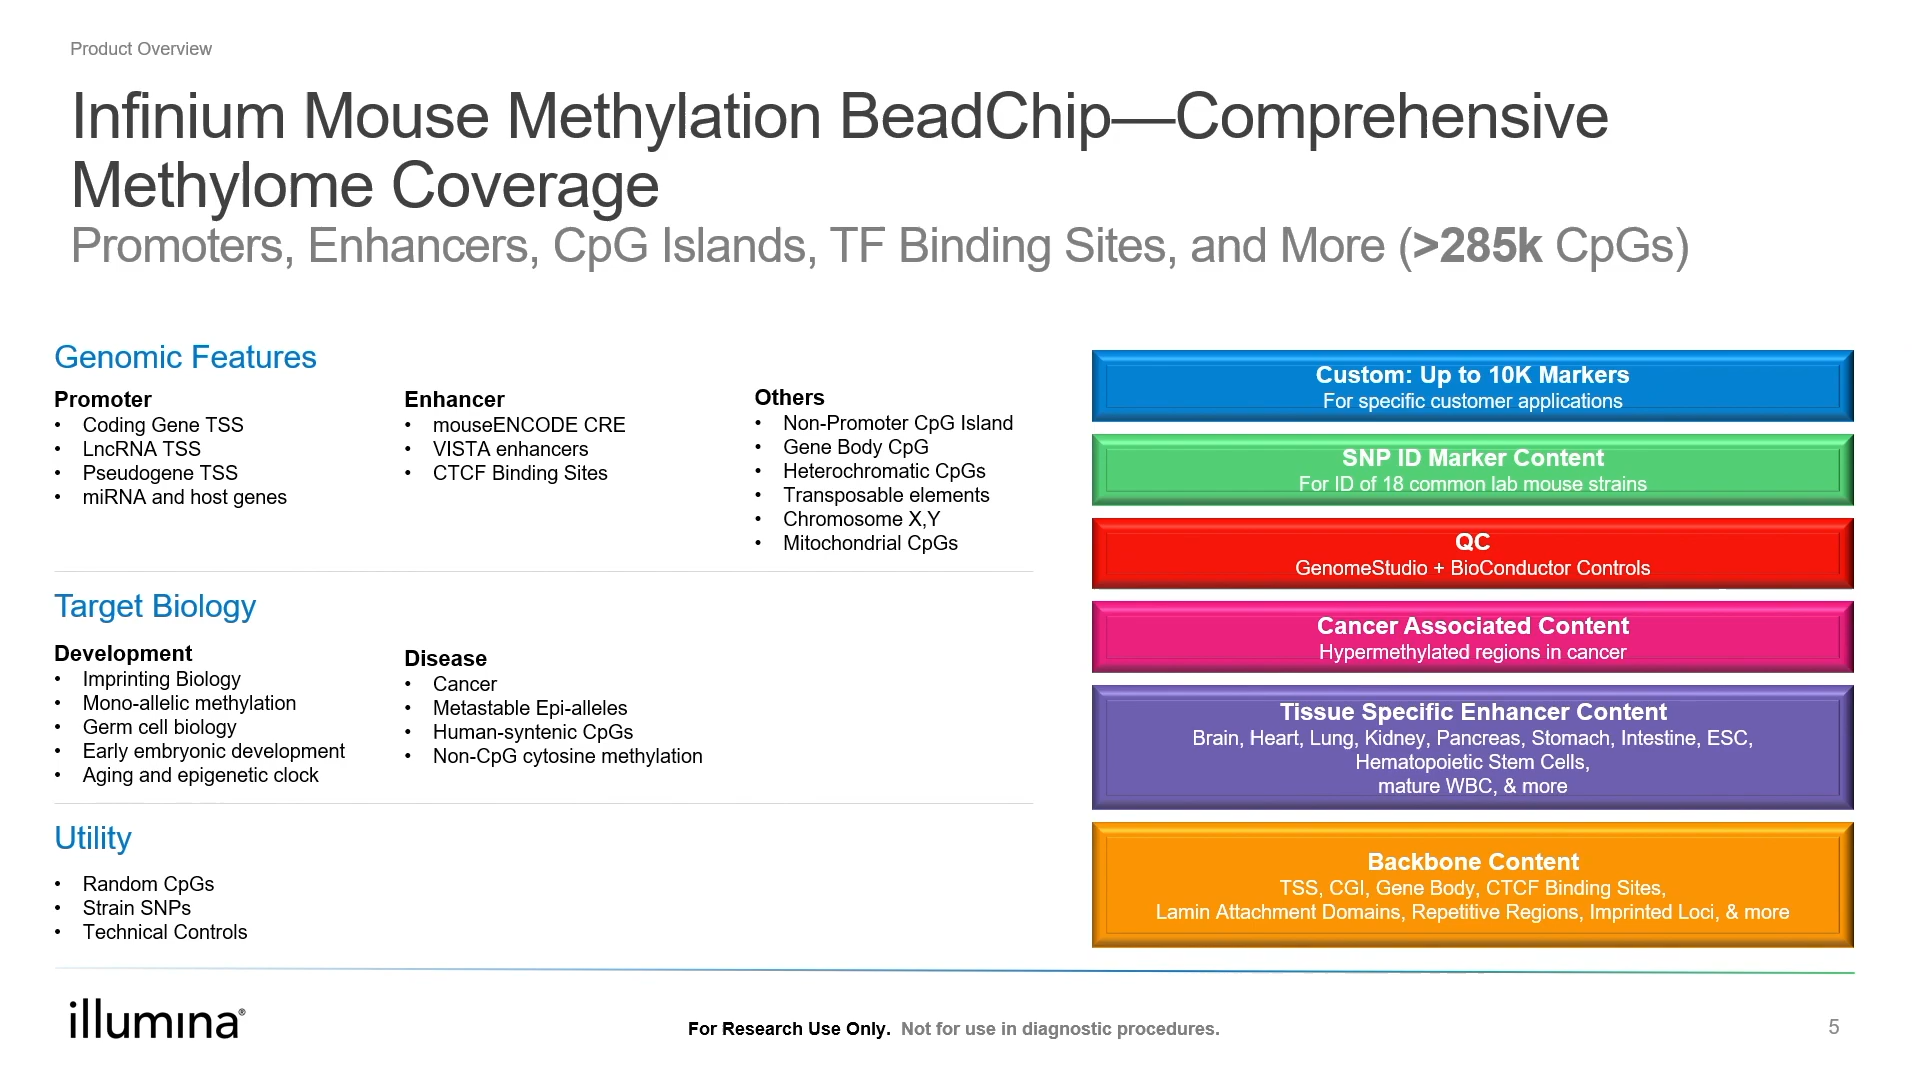 Product Overview
Infinium Mouse Methylation BeadChip—Comprehensive
Methylome Coverage
Promoters, Enhancers, CpG Islands, TF Binding Sites, and More (>285k CpGs)
Genomic Features
Promoter
• Coding Gene TSS
• LncRNA TSS
• Pseudogene TSS
• miRNA and host genes
Enhancer
• mouseENCODE CRE
• VISTA enhancers
• CTCF Binding Sites
Others
• Non-Promoter CpG Island
• Gene Body CpG
• Heterochromatic CpGs
• Transposable elements
• Chromosome X,Y
• Mitochondrial CpGs
Target Biology
Development
• Imprinting Biology
• Mono-allelic methylation
• Germ cell biology
• Early embryonic development
• Aging and epigenetic clock
Disease
• Cancer
• Metastable Epi-alleles
• Human-syntenic CpGs
• Non-CpG cytosine methylation
Utility
• Random CpGs
• Strain SNPs
• Technical Controls
Custom: Up to 10K Markers
For specific customer applications
SNP ID Marker Content
For ID of 18 common lab mouse strains
QC
GenomeStudio + BioConductor Controls
Cancer Associated Content
Hypermethylated regions in cancer
Tissue Specific Enhancer Content
Brain, Heart, Lung, Kidney, Pancreas, Stomach, Intestine, ESC,
Hematopoietic Stem Cells,
mature WBC, & more
Backbone Content
TSS, CGI, Gene Body, CTCF Binding Sites,
Lamin Attachment Domains, Repetitive Regions, Imprinted Loci, & more
illumina®
For Research Use Only. Not for use in diagnostic procedures.
5